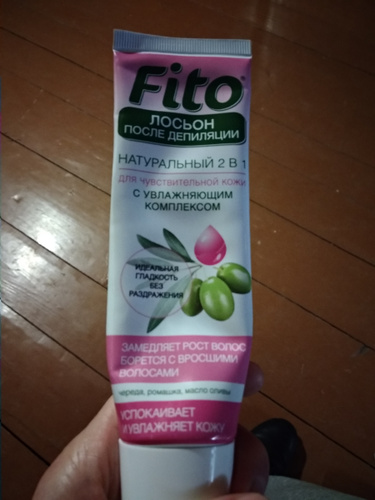 Fito
ЛОСЬОН
ПОСЛЕ ДЕПИЛЯЦИИ
НАТУРАЛЬНЫЙ 2 В 1
для чувствительной кожи
С УВЛАЖНЯЮЩИМ
КОМПЛЕКСОМ
ИДЕАЛЬНАЯ
ГЛАДКОСТЬ
БЕЗ
РАЗДРАЖЕНИЯ
ЗАМЕДЛЯЕТ РОСТ ВОЛОС
БОРЕТСЯ С ВРОСШИМИ
ВОЛОСАМИ
череда, ромашка, масло оливы
УСПОКАИВАЕТ
И УВЛАЖНЯЕТ КОЖУ